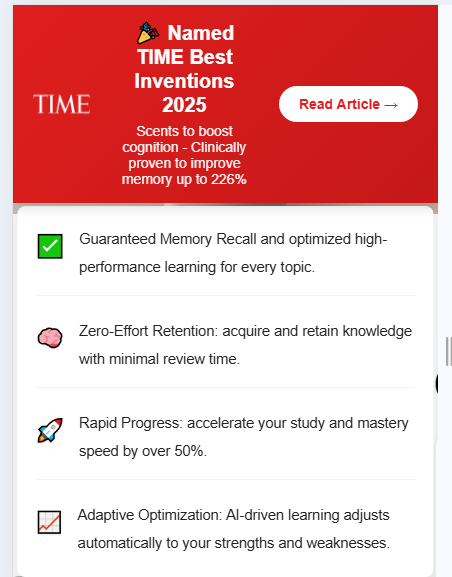 🎉 Named
TIME Best
Inventions
2025
TIME
Read Article →
Scents to boost
cognition - Clinically
proven to improve
memory up to 226%
Guaranteed Memory Recall and optimized high-
performance learning for every topic.
Zero-Effort Retention: acquire and retain knowledge
with minimal review time.
Rapid Progress: accelerate your study and mastery
speed by over 50%.
Adaptive Optimization: AI-driven learning adjusts
automatically to your strengths and weaknesses.